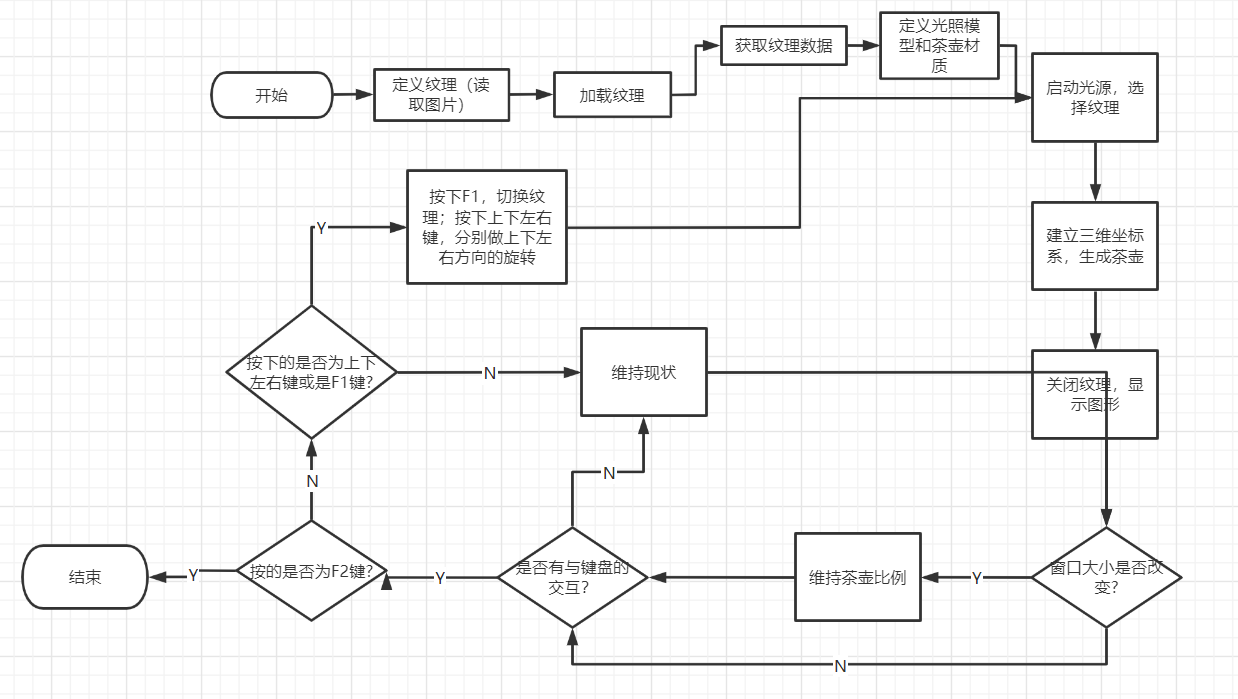 开始
定义纹理（读
取图片）
加载纹理
获取纹理数据
定义光照模
型和茶壶材
质
启动光源，选
择纹理
建立三维坐标
系，生成茶壶
关闭纹理，显
示图形
按下F1，切换纹
理；按下上下左右
键，分别做上下左
右方向的旋转
Y
按下的是否为上下
左右键或是F1键?
N
维持现状
N
N
结束
Y
按的是否为F2键?
Y
是否有与键盘的
交互?
维持茶壶比例
Y
窗口大小是否改
变?
N